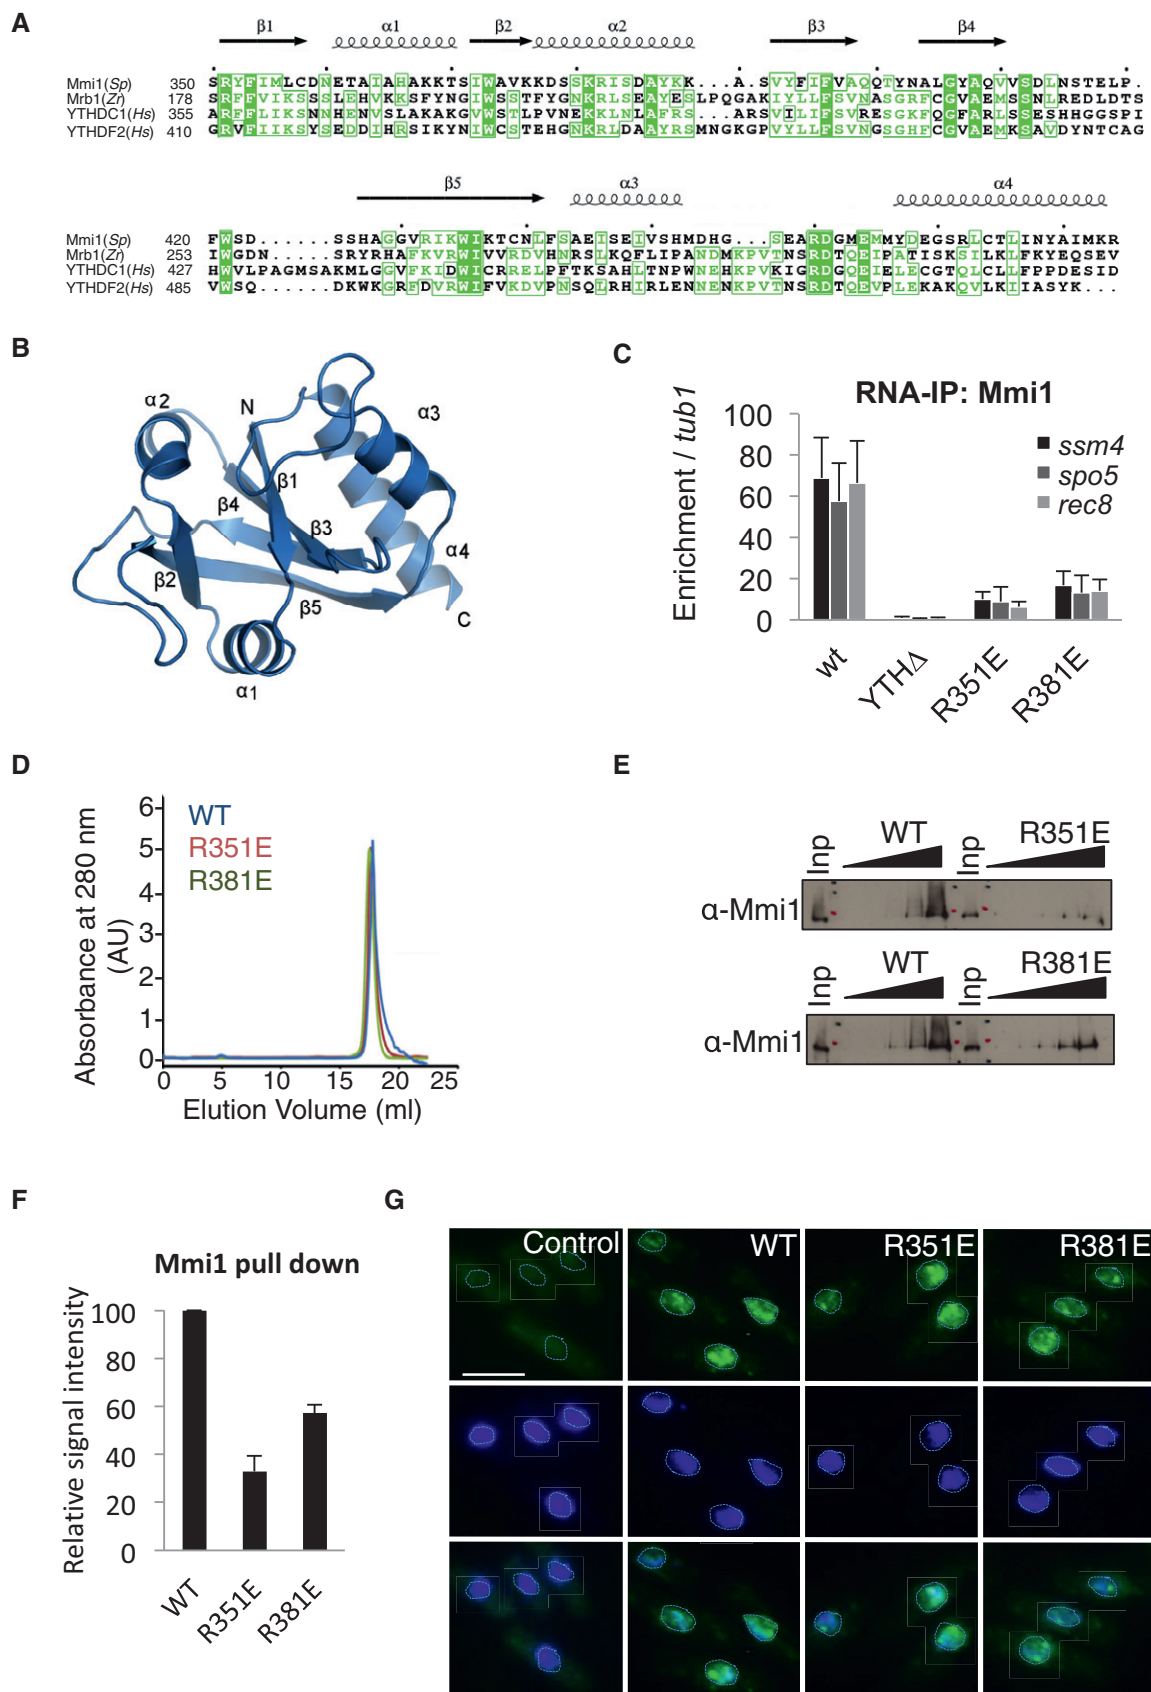 A
β1 α1 β2 α2 β3 β4
Mmi1(Sp) 350 SRYFIMLCDNETAIAHAKKTSIWAVKKDSSKRISDAYKK...A.SVYFIFVAQQTYNALGYAQVVSDLNSTELP.
Mrb1(Zr) 178 SRFFVIKSSSLEHVKKSFYNGIWSSTFYGNKRLSEAYESLPQGAKIYLLFSVNASGRFCGVAEMSSNLREDLDTS
YTHDC1(Hs) 355 ARFFLIKSNNHENVSLAKAKGVWSTLPVNEKKLNLAFRS...ARSVILIFSVRESGKFQGFARLSSESHHGGSPI
YTHDF2(Hs) 410 GRVFIIKSYSEDDIHRSIKYNIWCSTEHGNKRLDAAYRSMNGKGPVYLLFSVNGSGHFCGVAEMKSAVDYNTCAG
β5 α3 α4
Mmi1(Sp) 420 FWSD......SSHAGGVRIKWIKTCNLFSAEISEIVSHMDHG...SEARDGMEMMYDEGSRLCTLINYAIMKR
Mrb1(Zr) 253 IWGDN.....SRYRHAFKVRWIVVRDVHNRSLKQFLIPANDMKPVTNSRDTQEIPATISKSILKLFKYEQSEV
YTHDC1(Hs) 427 HWVLPAGMSAKMLGGVFKIDWICRRELPFTKSAHLTNPWNEHKPVKIGRDGQEIELECGTQLCLLFPPDESID
YTHDF2(Hs) 485 VWSQ......DKWKGRFDVRWIFVKDVPNSQLRHIRLENNENKPVTNSRDTQEVPLEKAKQVLKIIASYK...
B
N
α2
α3
β1
β4
β3
α4
β2
β5
C
α1
C
RNA-IP: Mmi1
Enrichment / tub1
100
80
60
40
20
0
ssm4
spo5
rec8
wt YTHΔ R351E R381E
D
Absorbance at 280 nm
(AU)
6
5
4
3
2
1
0
WT
R351E
R381E
0 5 10 15 20 25
Elution Volume (ml)
E
Inp WT Inp R351E
α-Mmi1
Inp WT Inp R381E
α-Mmi1
F
Mmi1 pull down
Relative signal intensity
100
80
60
40
20
0
WT R351E R381E
G
Control WT R351E R381E